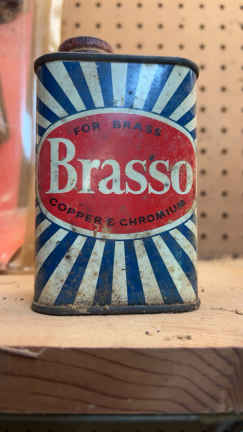 FOR · BRASS
Brasso
COPPER & CHROMIUM